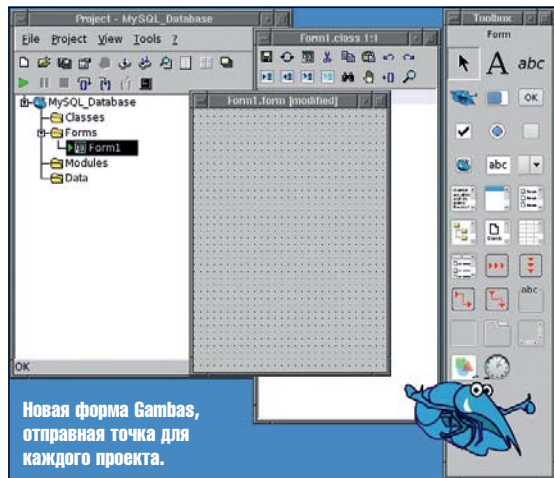 Project - MySQL_Database
File Project View Tools ?
MySQL_Database
Classes
Forms
Form1
Modules
Data
OK
Form1.class 1:1
Form1.form [modified]
Toolbox
Form
A abc
OK
abc
abc
Новая форма Gambas,
отправная точка для
каждого проекта.